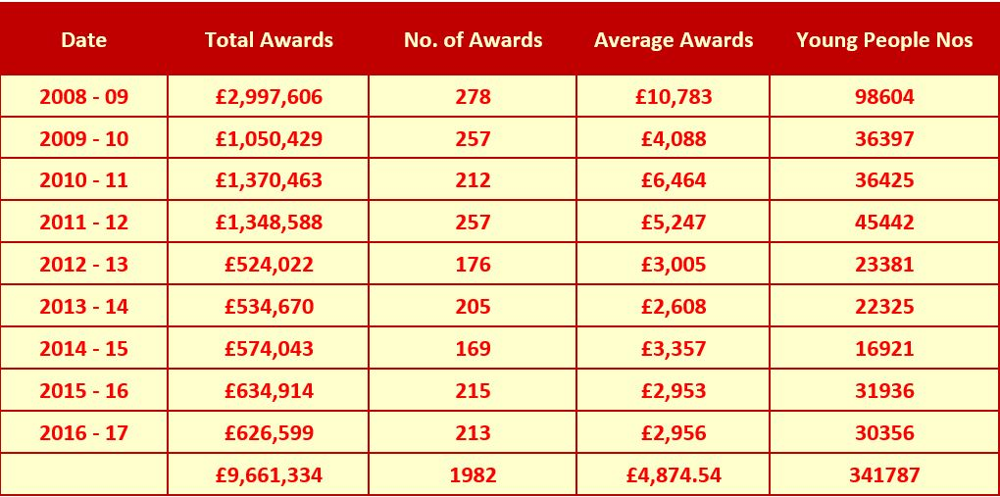 Date Total Awards No. of Awards Average Awards Young People Nos
2008 - 09 £2,997,606 278 £10,783 98604
2009 - 10 £1,050,429 257 £4,088 36397
2010 - 11 £1,370,463 212 £6,464 36425
2011 - 12 £1,348,588 257 £5,247 45442
2012 - 13 £524,022 176 £3,005 23381
2013 - 14 £534,670 205 £2,608 22325
2014 - 15 £574,043 169 £3,357 16921
2015 - 16 £634,914 215 £2,953 31936
2016 - 17 £626,599 213 £2,956 30356
£9,661,334 1982 £4,874.54 341787